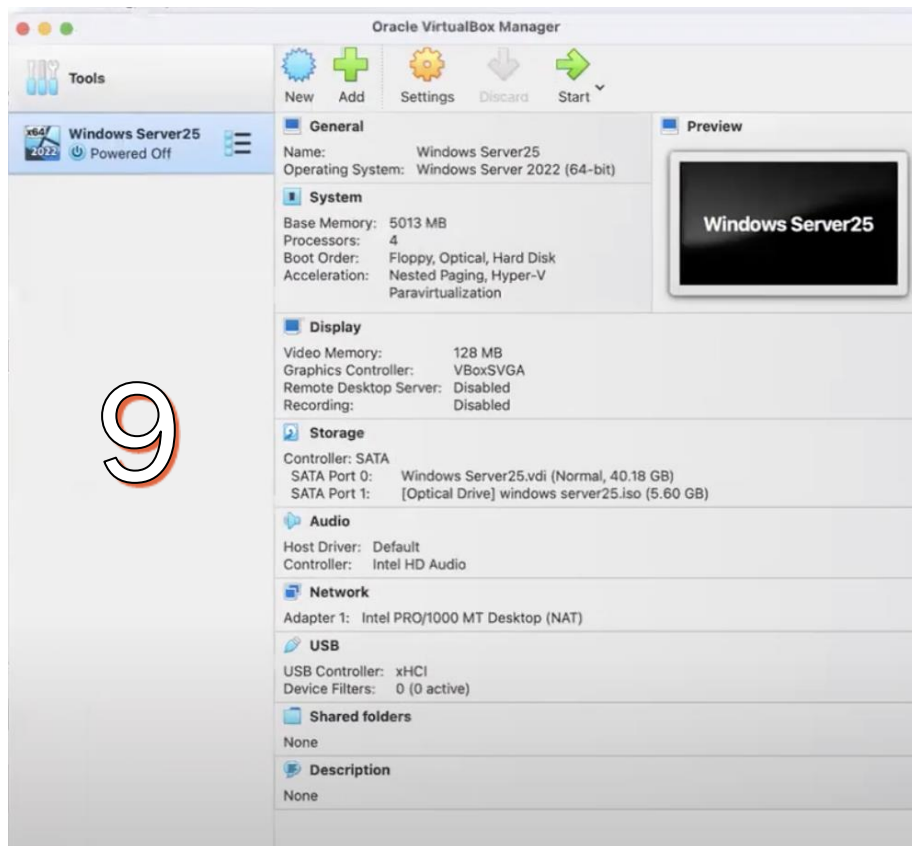 Oracle VirtualBox Manager
Tools
New Add Settings Discard Start
x64
2022
Windows Server25
Powered Off
General
Name: Windows Server25
Operating System: Windows Server 2022 (64-bit)
Preview
Windows Server25
System
Base Memory: 5013 MB
Processors: 4
Boot Order: Floppy, Optical, Hard Disk
Acceleration: Nested Paging, Hyper-V
Paravirtualization
Display
Video Memory: 128 MB
Graphics Controller: VBoxSVGA
Remote Desktop Server: Disabled
Recording: Disabled
9
Storage
Controller: SATA
SATA Port 0: Windows Server25.vdi (Normal, 40.18 GB)
SATA Port 1: [Optical Drive] windows server25.iso (5.60 GB)
Audio
Host Driver: Default
Controller: Intel HD Audio
Network
Adapter 1: Intel PRO/1000 MT Desktop (NAT)
USB
USB Controller: xHCI
Device Filters: 0 (0 active)
Shared folders
None
Description
None